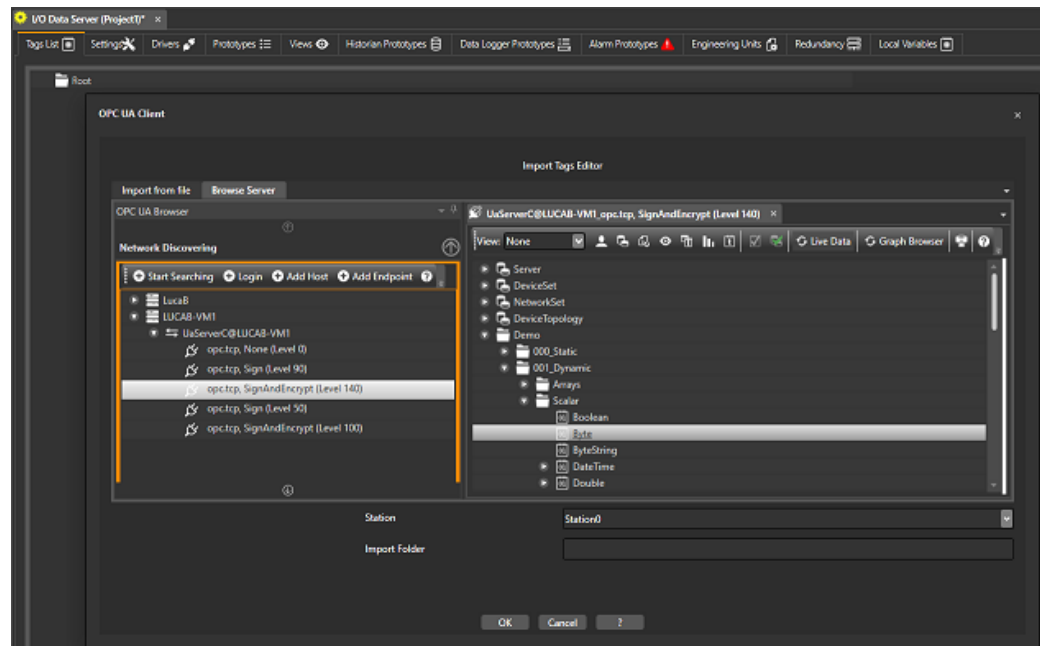 I/O Data Server (Project1)* ×
Tags List Settings Drivers Prototypes Views Historian Prototypes Data Logger Prototypes Alarm Prototypes Engineering Units Redundancy Local Variables
Root
OPC UA Client ×
Import Tags Editor
Import from file Browse Server
OPC UA Browser
Network Discovering
Start Searching Login Add Host Add Endpoint ?
LucaB
LUCAB-VM1
UaServerC@LUCAB-VM1
opc.tcp, None (Level 0)
opc.tcp, Sign (Level 90)
opc.tcp, SignAndEncrypt (Level 140)
opc.tcp, Sign (Level 50)
opc.tcp, SignAndEncrypt (Level 100)
UaServerC@LUCAB-VM1_opc.tcp, SignAndEncrypt (Level 140) ×
View: None Live Data Graph Browser ?
Server
DeviceSet
NetworkSet
DeviceTopology
Demo
000_Static
001_Dynamic
Arrays
Scalar
Boolean
Byte
ByteString
DateTime
Double
Station Station0
Import Folder
OK Cancel ?